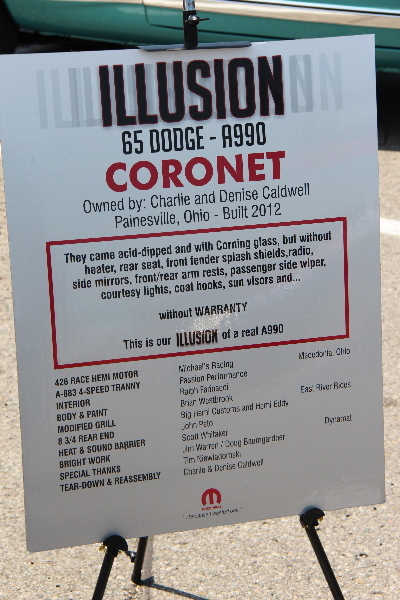 ILLUSION
65 DODGE - A990
CORONET
Owned by: Charlie and Denise Caldwell
Painesville, Ohio - Built 2012
They came acid-dipped and with Corning glass, but without
heater, rear seat, front fender splash shields,radio,
side mirrors, front/rear arm rests, passenger side wiper,
courtesy lights, coat hooks, sun visors and...
without WARRANTY
This is our ILLUSION of a real A990
426 RACE HEMI MOTOR Michael's Racing Macedonia, Ohio
A-883 4-SPEED TRANNY Passion Performance
INTERIOR Ralph
BODY & PAINT Brian Westbrook East River Rides
MODIFIED GRILL Big Hemi Customs and Hemi Eddy
8 3/4 REAR END John Pelo
HEAT & SOUND BARRIER Scott Whitaker Dynamat
BRIGHT WORK Jim Warren / Doug Baumgardner
SPECIAL THANKS Tim Niewiadomski
TEAR-DOWN & REASSEMBLY Charlie & Denise Caldwell